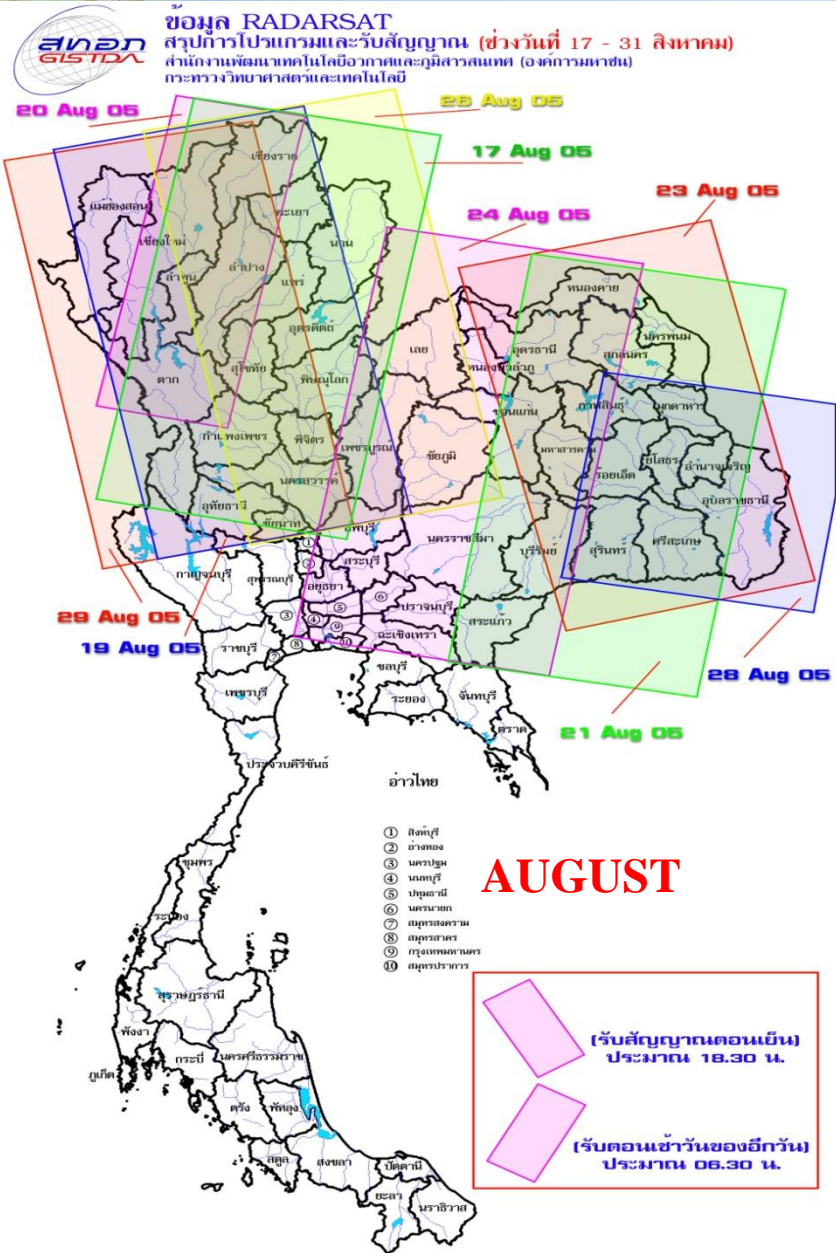 สทอภ
GISTDA
ข้อมูล RADARSAT
สรุปการโปรแกรมและรับสัญญาณ (ช่วงวันที่ 17 - 31 สิงหาคม)
สำนักงานพัฒนาเทคโนโลยีอวกาศและภูมิสารสนเทศ (องค์การมหาชน)
กระทรวงวิทยาศาสตร์และเทคโนโลยี
20 Aug 05
26 Aug 05
17 Aug 05
23 Aug 05
24 Aug 05
เชียงราย
แม่ฮ่องสอน
พะเยา
เชียงใหม่
น่าน
ลำปาง
ลำพูน
แพร่
หนองคาย
อุตรดิตถ์
นครพนม
เลย
อุดรธานี
สกลนคร
หนองบัวลำภู
สุโขทัย
ตาก
พิษณุโลก
ขอนแก่น
กาฬสินธุ์
มุกดาหาร
กำแพงเพชร
พิจิตร
เพชรบูรณ์
ชัยภูมิ
มหาสารคาม
ร้อยเอ็ด
ยโสธร
อำนาจเจริญ
นครสวรรค์
อุบลราชธานี
อุทัยธานี
ชัยนาท
ลพบุรี
นครราชสีมา
บุรีรัมย์
สุรินทร์
ศรีสะเกษ
สระบุรี
กาญจนบุรี
สุพรรณบุรี
อยุธยา
ปราจนบุรี
1
2
3
4
5
6
7
8
9
10
29 Aug 05
19 Aug 05
28 Aug 05
21 Aug 05
สระแก้ว
ฉะเชิงเทรา
ราชบุรี
ชลบุรี
เพชรบุรี
ระยอง
จันทบุรี
ตราด
ประจวบคีรีขันธ์
อ่าวไทย
① สิงห์บุรี
② อ่างทอง
③ นครปฐม
④ นนทบุรี
⑤ ปทุมธานี
⑥ นครนายก
⑦ สมุทรสงคราม
⑧ สมุทรสาคร
⑨ กรุงเทพมหานคร
⑩ สมุทรปราการ
AUGUST
ชุมพร
ระนอง
สุราษฎร์ธานี
พังงา
กระบี่
นครศรีธรรมราช
ภูเก็ต
ตรัง
พัทลุง
สตูล
สงขลา
ปัตตานี
ยะลา
นราธิวาส
(รับสัญญาณตอนเย็น)
ประมาณ 18.30 น.
(รับตอนเช้าวันของอีกวัน)
ประมาณ 06.30 น.